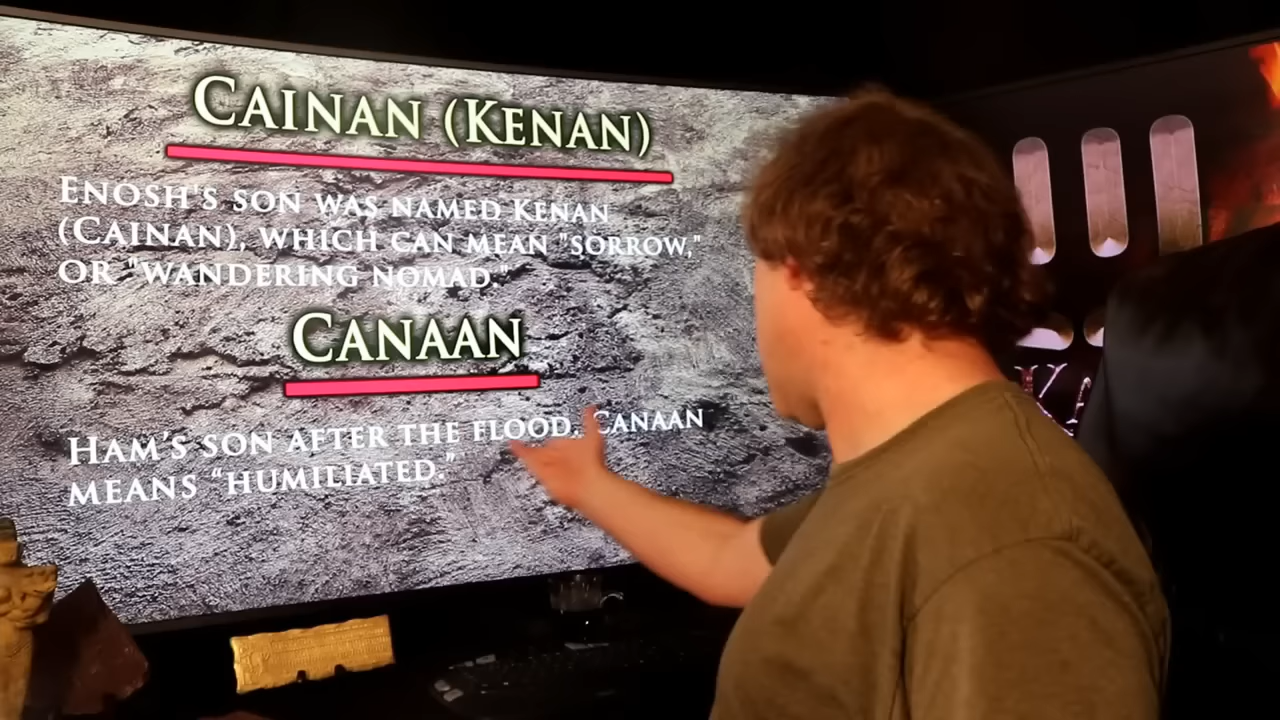 CAINAN (KENAN)
ENOSH'S SON WAS NAMED KENAN
(CAINAN), WHICH CAN MEAN "SORROW,"
OR "WANDERING NOMAD."
CANAAN
HAM'S SON AFTER THE FLOOD, CANAAN
MEANS "HUMILIATED."